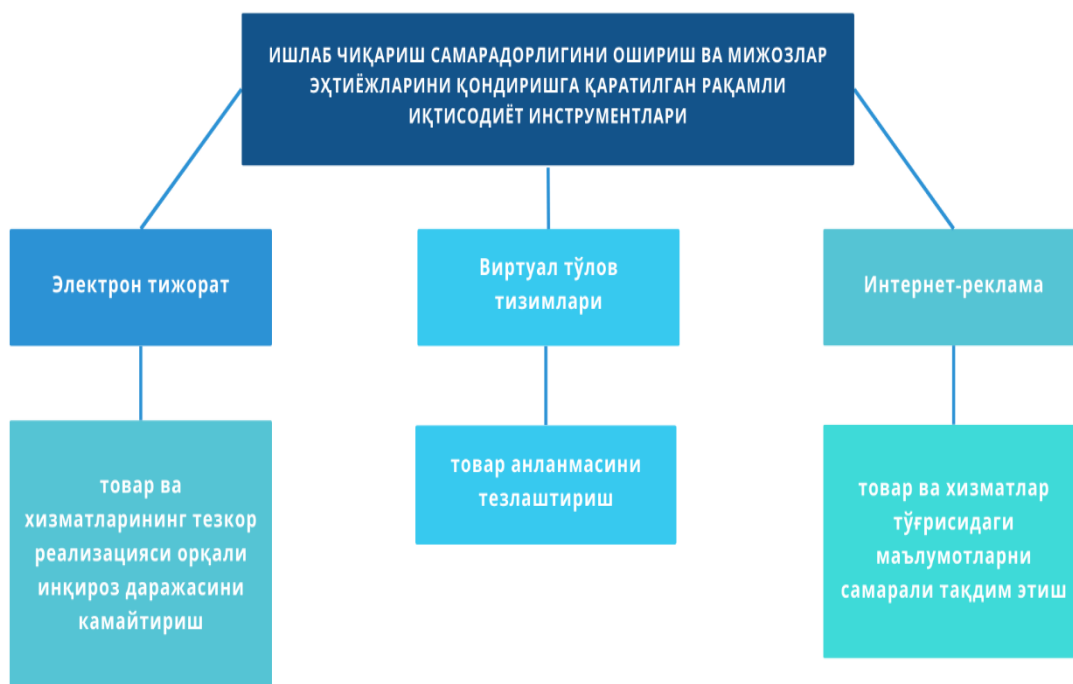 ИШЛАБ ЧИҚАРИШ САМАРАДОРЛИГИНИ ОШИРИШ ВА МИЖОЗЛАР
ЭҲТИЁЖЛАРИНИ ҚОНДИРИШГА ҚАРАТИЛГАН РАҚАМЛИ
ИҚТИСОДИЁТ ИНСТРУМЕНТЛАРИ
Электрон тижорат
Виртуал тўлов
тизимлари
Интернет-реклама
товар ва
хизматларининг тезкор
реализацияси орқали
инқироз даражасини
камайтириш
товар анланмасини
тезлаштириш
товар ва хизматлар
тўғрисидаги
маълумотларни
самарали тақдим этиш